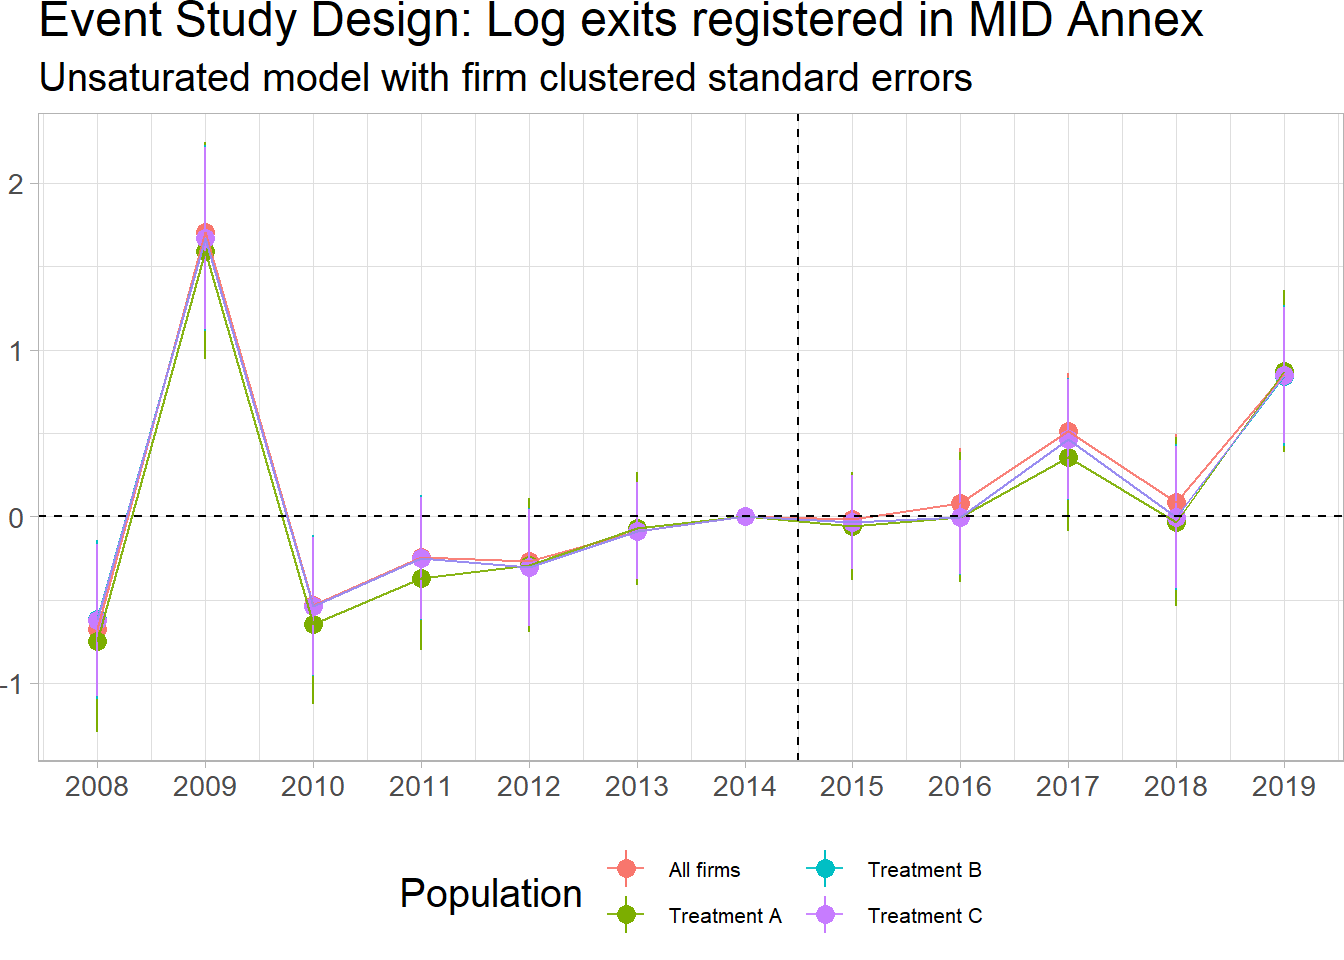 Event Study Design: Log exits registered in MID Annex
Unsaturated model with firm clustered standard errors
2
1
0
-1
2008 2009 2010 2011 2012 2013 2014 2015 2016 2017 2018 2019
Population
All firms
Treatment A
Treatment B
Treatment C